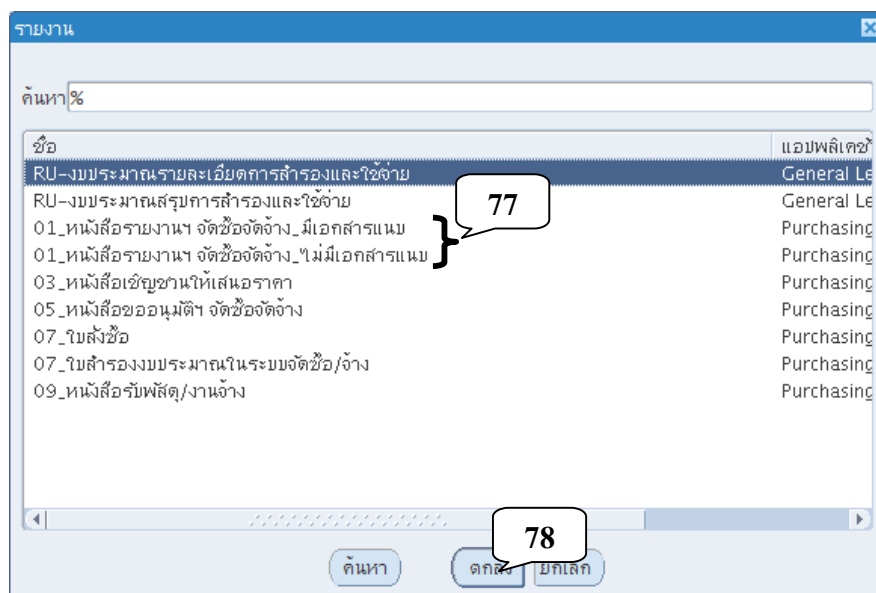 รายงาน
ค้นหา %
ชื่อ แอปพลิเคชั
RU-งบประมาณรายละเอียดการสำรองและใช้จ่าย General Le
RU-งบประมาณสรุปการสำรองและใช้จ่าย General Le
77
01_หนังสือรายงานฯ จัดซื้อจัดจ้าง_มีเอกสารแนบ Purchasing
01_หนังสือรายงานฯ จัดซื้อจัดจ้าง_ไม่มีเอกสารแนบ Purchasing
03_หนังสือเชิญชวนให้เสนอราคา Purchasing
05_หนังสือขออนุมัติฯ จัดซื้อจัดจ้าง Purchasing
07_ใบสั่งซื้อ Purchasing
07_ใบสำรองงบประมาณในระบบจัดซื้อ/จ้าง Purchasing
09_หนังสือรับพัสดุ/งานจ้าง Purchasing
78
ค้นหา ตกลง ยกเลิก